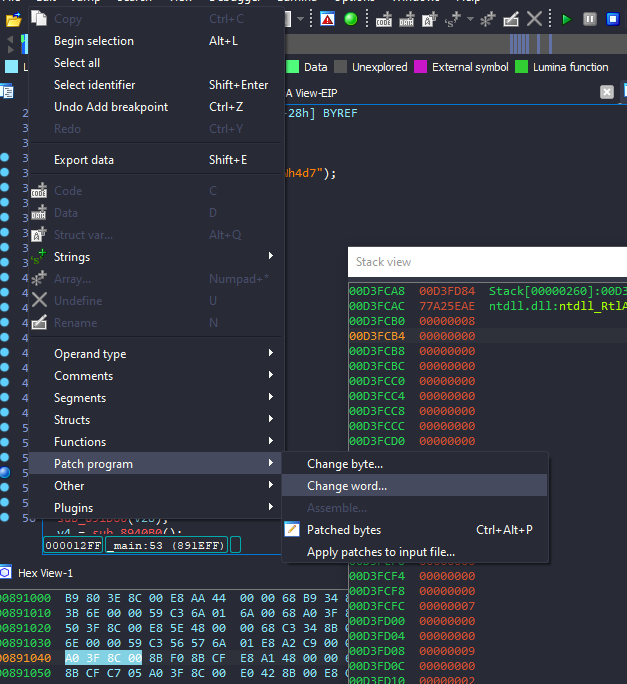 Copy Ctrl+C
Begin selection Alt+L
Select all
Select identifier Shift+Enter
Undo Add breakpoint Ctrl+Z
Redo Ctrl+Y
Export data Shift+E
Code C
Data D
Struct var... Alt+Q
Strings
Array... Numpad+*
Undefine U
Rename N
Operand type
Comments
Segments
Structs
Functions
Patch program
Other
Plugins
Change byte...
Change word...
Assemble...
Patched bytes Ctrl+Alt+P
Apply patches to input file...
Data Unexplored External symbol Lumina function
A View-EIP
28h] BYREF
h4d7");
Stack view
00D3FCA8 00D3FD84 Stack[00000260]:00D3
00D3FCAC 77A25EAE ntdll.dll:ntdll_RtlA
00D3FCB0 00000008
00D3FCB4 00000000
00D3FCB8 00000000
00D3FCBC 00000000
00D3FCC0 00000000
00D3FCC4 00000000
00D3FCC8 00000000
00D3FCCC 00000000
00D3FCD0 00000000
00D3FCF4 00000000
00D3FCF8 00000000
00D3FCFC 00000007
00D3FD00 00000000
00D3FD04 00000000
00D3FD08 00000009
00D3FD0C 00000000
00D3FD10 00000002
v4 = sub_8940B0();
000012FF _main:53 (891EFF)
Hex View-1
00891000 B9 80 3E 8C 00 E8 AA 44 00 00 68 B9 34 8
00891010 3B 6E 00 00 59 C3 6A 01 6A 00 68 A0 3F 8
00891020 50 3F 8C 00 E8 5E 48 00 00 68 C3 34 8B
00891030 6E 00 00 59 C3 56 57 6A 01 E8 A2 C9 00
00891040 A0 3F 8C 00 8B F0 8B CF E8 A1 48 00 00
00891050 8B CF C7 05 A0 3F 8C 00 E0 42 8B 00 E8